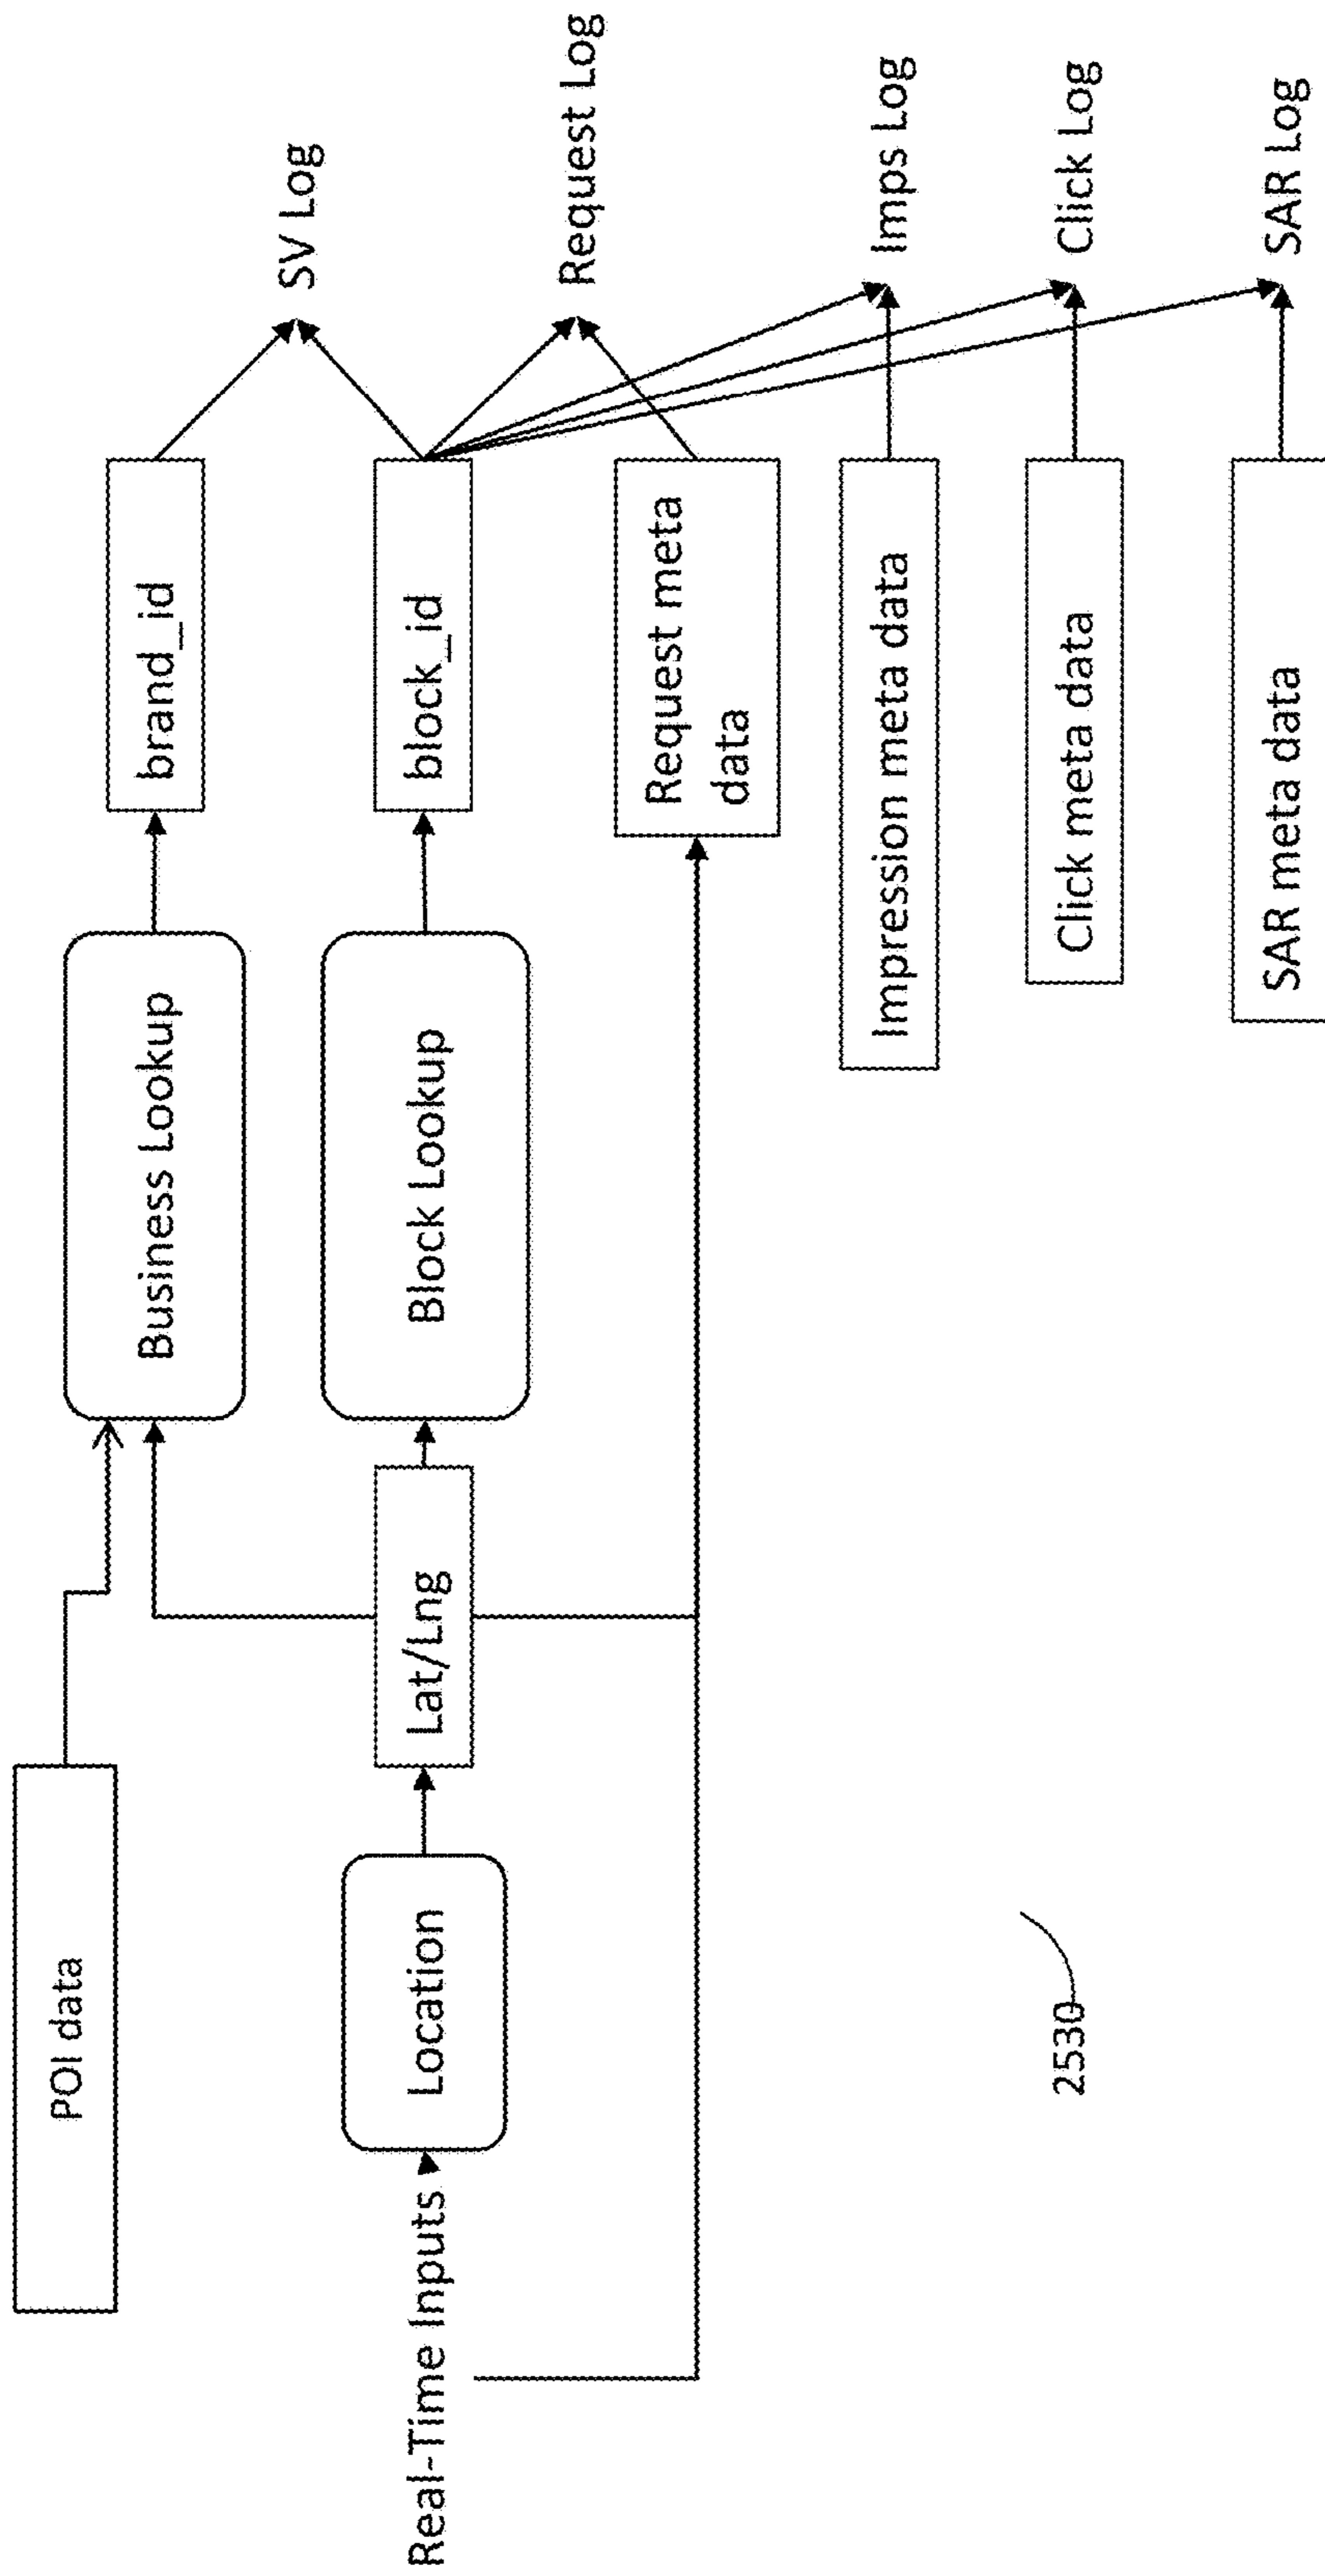 POI data
Real-Time Inputs
Location
Lat/Lng
Business Lookup
Block Lookup
brand_id
block_id
Request meta
data
Impression meta data
Click meta data
SAR meta data
SV Log
Request Log
Imps Log
Click Log
SAR Log
2530